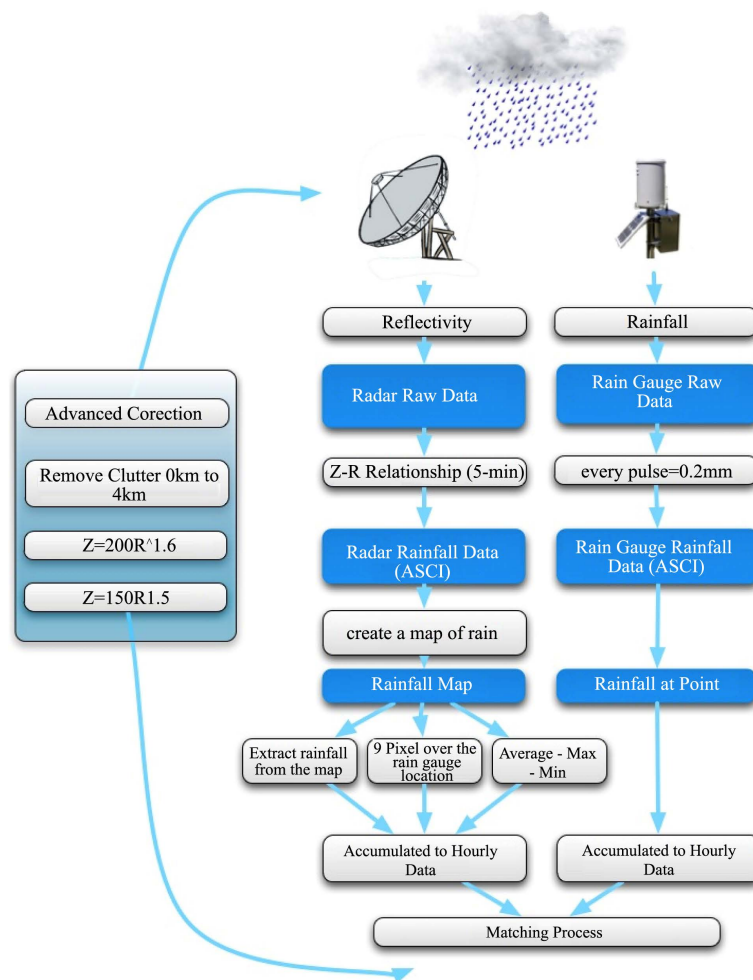 Reflectivity
Rainfall
Radar Raw Data
Rain Gauge Raw
Data
Advanced Corection
Remove Clutter 0km to
4km
Z=200R^1.6
Z=150R1.5
Z-R Relationship (5-min)
every pulse=0.2mm
Radar Rainfall Data
(ASCI)
Rain Gauge Rainfall
Data (ASCI)
create a map of rain
Rainfall Map
Rainfall at Point
Extract rainfall
from the map
9 Pixel over the
rain gauge
location
Average - Max
- Min
Accumulated to Hourly
Data
Accumulated to Hourly
Data
Matching Process